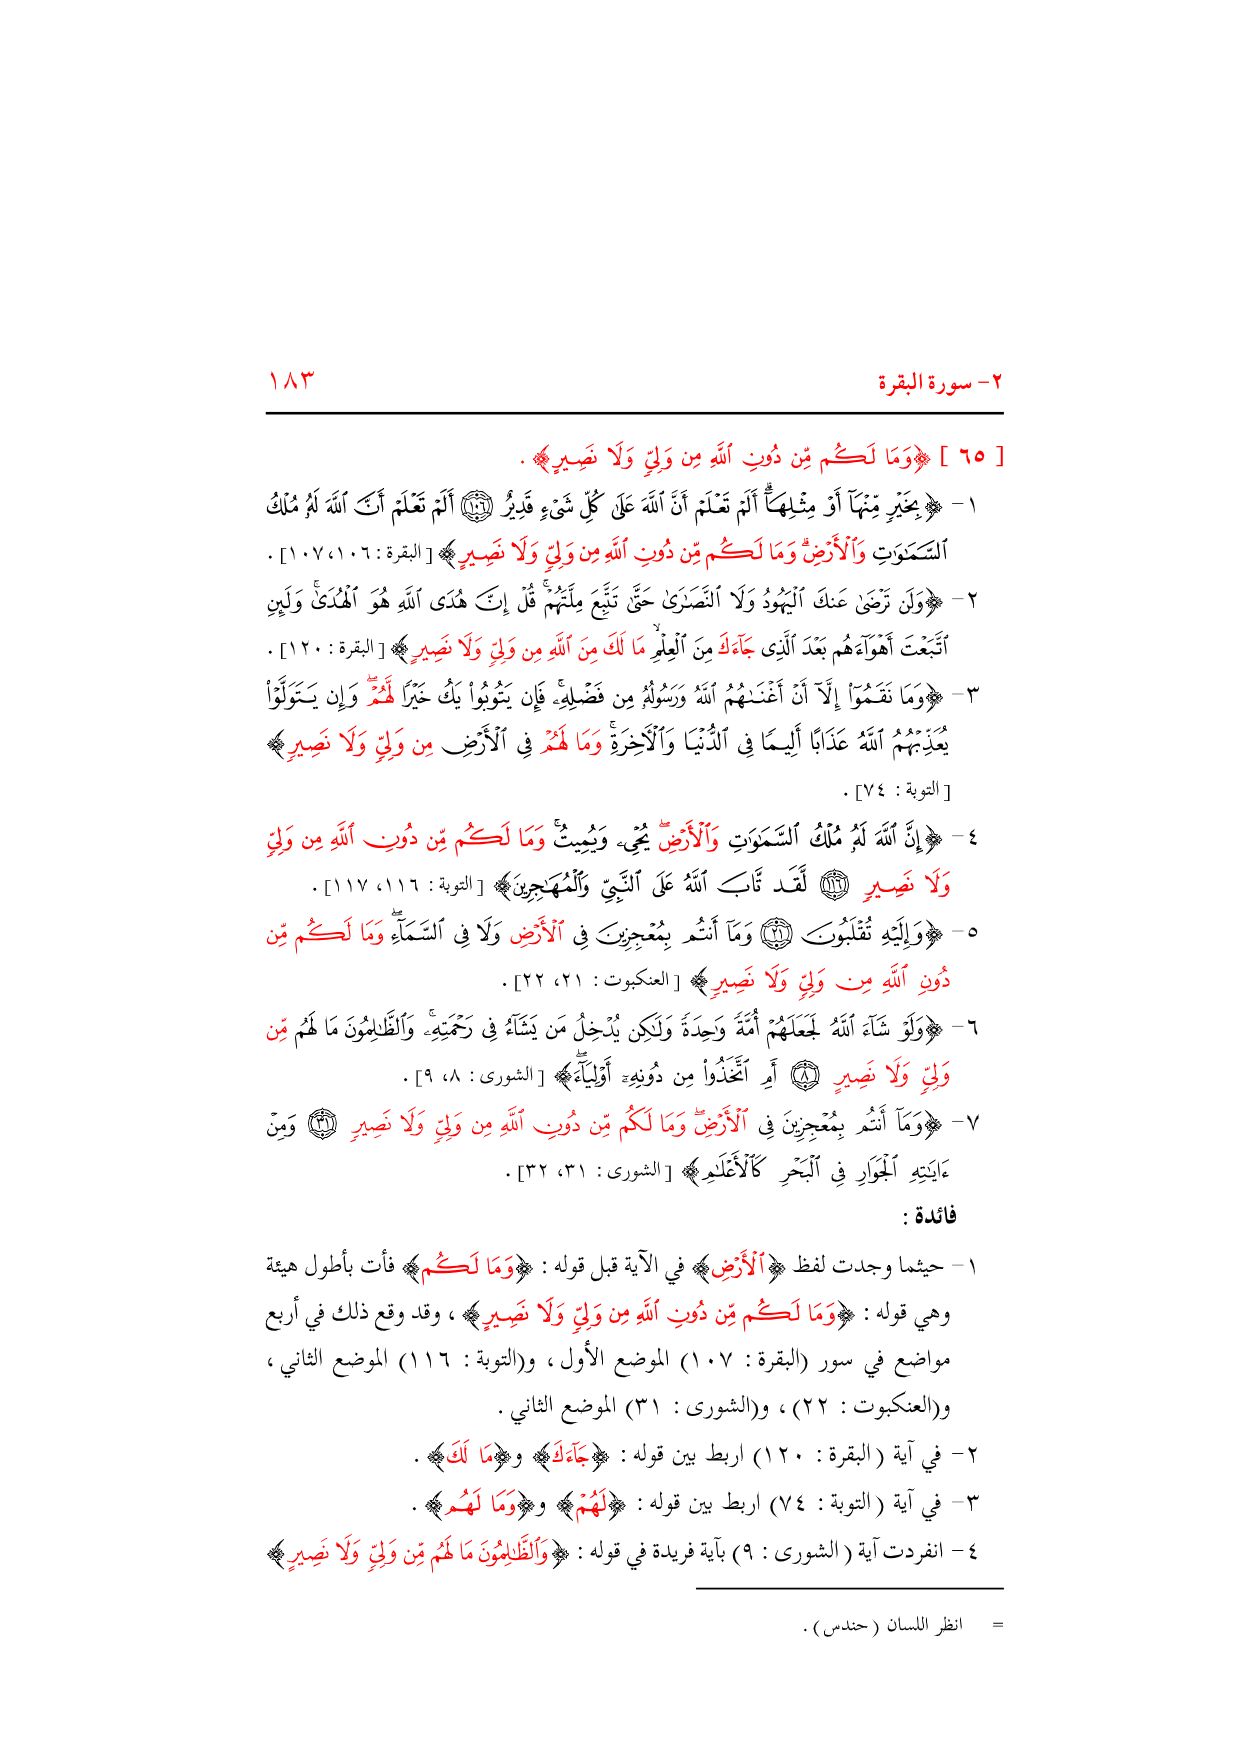 ٢- سورة البقرة ١٨٣
[ ٦٥ ] ﴿وَمَا لَكُم مِّن دُونِ ٱللَّهِ مِن وَلِيٍّ وَلَا نَصِيرٍ﴾ .
١- ﴿بِخَيْرٍ مِّنْهَآ أَوْ مِثْلِهَآ ۗ أَلَمْ تَعْلَمْ أَنَّ ٱللَّهَ عَلَىٰ كُلِّ شَىْءٍ قَدِيرٌ ۝١٠٦ أَلَمْ تَعْلَمْ أَنَّ ٱللَّهَ لَهُۥ مُلْكُ
ٱلسَّمَٰوَٰتِ وَٱلْأَرْضِ ۗ وَمَا لَكُم مِّن دُونِ ٱللَّهِ مِن وَلِيٍّ وَلَا نَصِيرٍ﴾ [البقرة : ١٠٦، ١٠٧] .
٢- ﴿وَلَن تَرْضَىٰ عَنكَ ٱلْيَهُودُ وَلَا ٱلنَّصَٰرَىٰ حَتَّىٰ تَتَّبِعَ مِلَّتَهُمْ ۗ قُلْ إِنَّ هُدَى ٱللَّهِ هُوَ ٱلْهُدَىٰ ۗ وَلَئِنِ
ٱتَّبَعْتَ أَهْوَآءَهُم بَعْدَ ٱلَّذِى جَآءَكَ مِنَ ٱلْعِلْمِ ۙ مَا لَكَ مِنَ ٱللَّهِ مِن وَلِيٍّ وَلَا نَصِيرٍ﴾ [البقرة : ١٢٠] .
٣- ﴿وَمَا نَقَمُوٓا۟ إِلَّآ أَنْ أَغْنَىٰهُمُ ٱللَّهُ وَرَسُولُهُۥ مِن فَضْلِهِۦ ۚ فَإِن يَتُوبُوا۟ يَكُ خَيْرًا لَّهُمْ ۖ وَإِن يَتَوَلَّوْا۟
يُعَذِّبْهُمُ ٱللَّهُ عَذَابًا أَلِيمًا فِى ٱلدُّنْيَا وَٱلْءَاخِرَةِ ۚ وَمَا لَهُمْ فِى ٱلْأَرْضِ مِن وَلِيٍّ وَلَا نَصِيرٍ﴾
[التوبة : ٧٤] .
٤- ﴿إِنَّ ٱللَّهَ لَهُۥ مُلْكُ ٱلسَّمَٰوَٰتِ وَٱلْأَرْضِ ۖ يُحْىِۦ وَيُمِيتُ ۚ وَمَا لَكُم مِّن دُونِ ٱللَّهِ مِن وَلِيٍّ
وَلَا نَصِيرٍ ۝١١٦ لَّقَد تَّابَ ٱللَّهُ عَلَى ٱلنَّبِيِّ وَٱلْمُهَٰجِرِينَ﴾ [التوبة : ١١٦، ١١٧] .
٥- ﴿وَإِلَيْهِ تُقْلَبُونَ ۝٢١ وَمَآ أَنتُم بِمُعْجِزِينَ فِى ٱلْأَرْضِ وَلَا فِى ٱلسَّمَآءِ ۖ وَمَا لَكُم مِّن
دُونِ ٱللَّهِ مِن وَلِيٍّ وَلَا نَصِيرٍ﴾ [العنكبوت : ٢١، ٢٢] .
٦- ﴿وَلَوْ شَآءَ ٱللَّهُ لَجَعَلَهُمْ أُمَّةً وَٰحِدَةً وَلَٰكِن يُدْخِلُ مَن يَشَآءُ فِى رَحْمَتِهِۦ ۚ وَٱلظَّٰلِمُونَ مَا لَهُم مِّن
وَلِيٍّ وَلَا نَصِيرٍ ۝٨ أَمِ ٱتَّخَذُوا۟ مِن دُونِهِۦٓ أَوْلِيَآءَ ۖ﴾ [الشورى : ٨، ٩] .
٧- ﴿وَمَآ أَنتُم بِمُعْجِزِينَ فِى ٱلْأَرْضِ ۖ وَمَا لَكُم مِّن دُونِ ٱللَّهِ مِن وَلِيٍّ وَلَا نَصِيرٍ ۝٣١ وَمِنْ
ءَايَٰتِهِ ٱلْجَوَارِ فِى ٱلْبَحْرِ كَٱلْأَعْلَٰمِ﴾ [الشورى : ٣١، ٣٢] .
فائدة :
١- حيثما وجدت لفظ ﴿ٱلْأَرْضِ﴾ في الآية قبل قوله : ﴿وَمَا لَكُم﴾ فأت بأطول هيئة
وهي قوله : ﴿وَمَا لَكُم مِّن دُونِ ٱللَّهِ مِن وَلِيٍّ وَلَا نَصِيرٍ﴾ ، وقد وقع ذلك في أربع
مواضع في سور (البقرة : ١٠٧) الموضع الأول ، و(التوبة : ١١٦) الموضع الثاني ،
و(العنكبوت : ٢٢) ، و(الشورى : ٣١) الموضع الثاني .
٢- في آية (البقرة : ١٢٠) اربط بين قوله : ﴿جَآءَكَ﴾ و﴿مَا لَكَ﴾ .
٣- في آية (التوبة : ٧٤) اربط بين قوله : ﴿لَهُمْ﴾ و﴿وَمَا لَهُم﴾ .
٤- انفردت آية (الشورى : ٩) بآية فريدة في قوله : ﴿وَٱلظَّٰلِمُونَ مَا لَهُم مِّن وَلِيٍّ وَلَا نَصِيرٍ﴾
= انظر اللسان (حندس) .